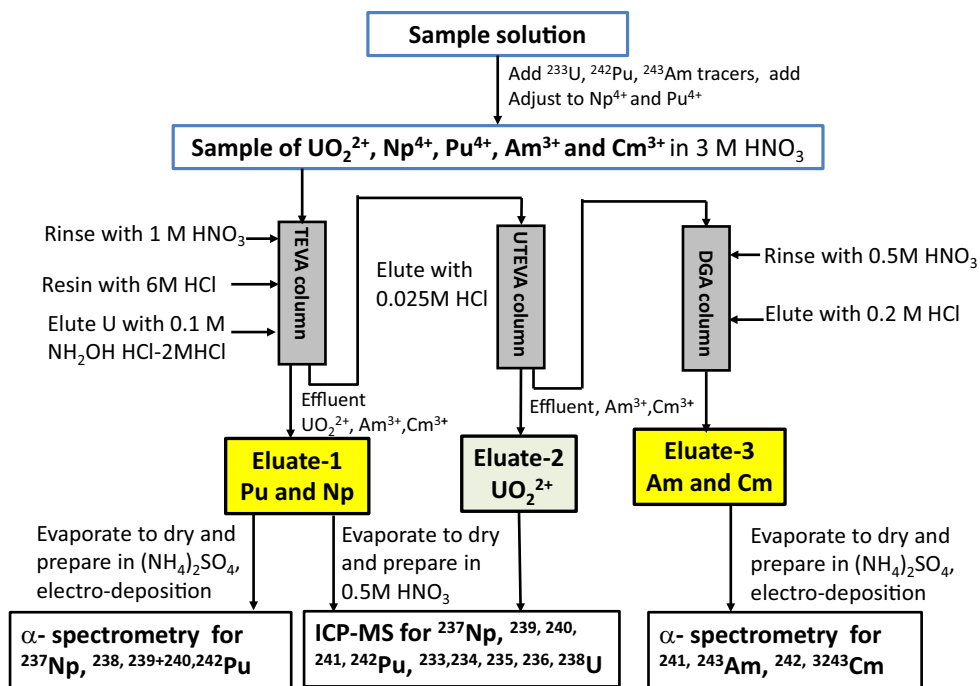 Sample solution
Add ²³³U, ²⁴²Pu, ²⁴³Am tracers, add
Adjust to Np⁴⁺ and Pu⁴⁺
Sample of UO₂²⁺, Np⁴⁺, Pu⁴⁺, Am³⁺ and Cm³⁺ in 3 M HNO₃
Rinse with 1 M HNO₃
Resin with 6M HCl
Elute U with 0.1 M
NH₂OH HCl-2MHCl
TEVA column
Elute with
0.025M HCl
UTEVA column
DGA column
Rinse with 0.5M HNO₃
Elute with 0.2 M HCl
Effluent
UO₂²⁺, Am³⁺,Cm³⁺
Effluent, Am³⁺,Cm³⁺
Eluate-1
Pu and Np
Eluate-2
UO₂²⁺
Eluate-3
Am and Cm
Evaporate to dry and
prepare in (NH₄)₂SO₄,
electro-deposition
Evaporate to dry
and prepare in
0.5M HNO₃
Evaporate to dry and
prepare in (NH₄)₂SO₄,
electro-deposition
α- spectrometry for
²³⁷Np, ²³⁸, ²³⁹⁺²⁴⁰,²⁴²Pu
ICP-MS for ²³⁷Np, ²³⁹, ²⁴⁰,
²⁴¹, ²⁴²Pu, ²³³,²³⁴, ²³⁵, ²³⁶, ²³⁸U
α- spectrometry for
²⁴¹, ²⁴³Am, ²⁴², ³²⁴³Cm